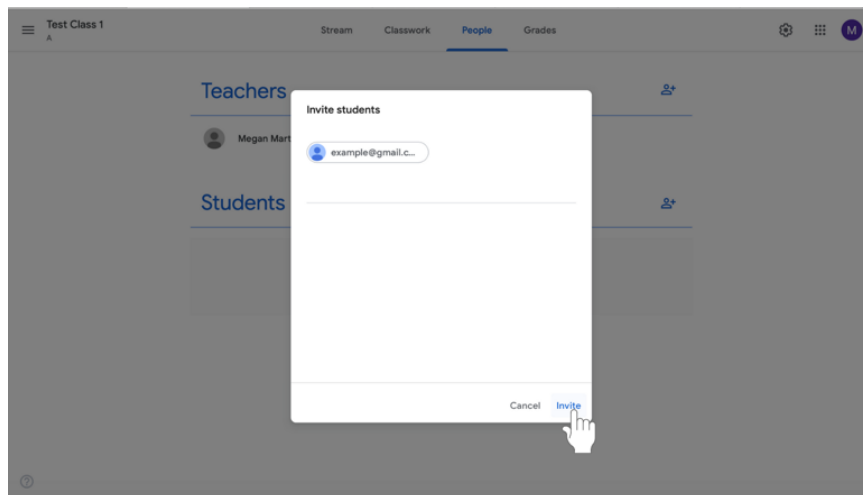 Test Class 1
A
Stream Classwork People Grades
M
Teachers
Invite students
Megan Mart
example@gmail.c...
Students
Cancel Invite